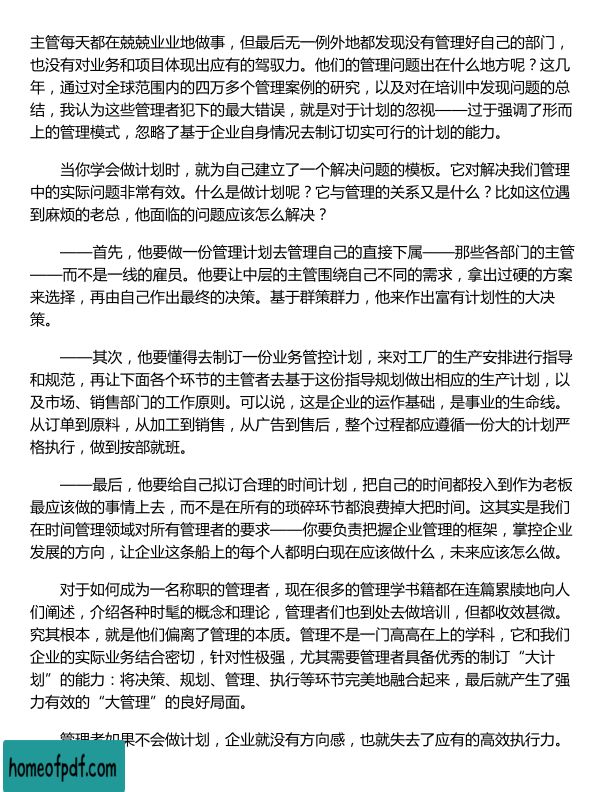 主管每天都在兢兢业业地做事，但最后无一例外地都发现没有管理好自己的部门，
也没有对业务和项目体现出应有的驾驭力。他们的管理问题出在什么地方呢？这几
年，通过对全球范围内的四万多个管理案例的研究，以及对在培训中发现问题的总
结，我认为这些管理者犯下的最大错误，就是对于计划的忽视——过于强调了形而
上的管理模式，忽略了基于企业自身情况去制订切实可行的计划的能力。
当你学会做计划时，就为自己建立了一个解决问题的模板。它对解决我们管理
中的实际问题非常有效。什么是做计划呢？它与管理的关系又是什么？比如这位遇
到麻烦的老总，他面临的问题应该怎么解决？
——首先，他要做一份管理计划去管理自己的直接下属——那些各部门的主管
——而不是一线的雇员。他要让中层的主管围绕自己不同的需求，拿出过硬的方案
来选择，再由自己作出最终的决策。基于群策群力，他来作出富有计划性的大决
策。
——其次，他要懂得去制订一份业务管控计划，来对工厂的生产安排进行指导
和规范，再让下面各个环节的主管者去基于这份指导规划做出相应的生产计划，以
及市场、销售部门的工作原则。可以说，这是企业的运作基础，是事业的生命线。
从订单到原料，从加工到销售，从广告到售后，整个过程都应遵循一份大的计划严
格执行，做到按部就班。
——最后，他要给自己拟订合理的时间计划，把自己的时间都投入到作为老板
最应该做的事情上去，而不是在所有的琐碎环节都浪费掉大把时间。这其实是我们
在时间管理领域对所有管理者的要求——你要负责把握企业管理的框架，掌控企业
发展的方向，让企业这条船上的每个人都明白现在应该做什么，未来应该怎么做。
对于如何成为一名称职的管理者，现在很多的管理学书籍都在连篇累牍地向人
们阐述，介绍各种时髦的概念和理论，管理者们也到处去做培训，但都收效甚微。
究其根本，就是他们偏离了管理的本质。管理不是一门高高在上的学科，它和我们
企业的实际业务结合密切，针对性极强，尤其需要管理者具备优秀的制订“大计
划”的能力：将决策、规划、管理、执行等环节完美地融合起来，最后就产生了强
力有效的“大管理”的良好局面。
管理者如果不会做计划，企业就没有方向感，也就失去了应有的高效执行力。
homeofpdf.com